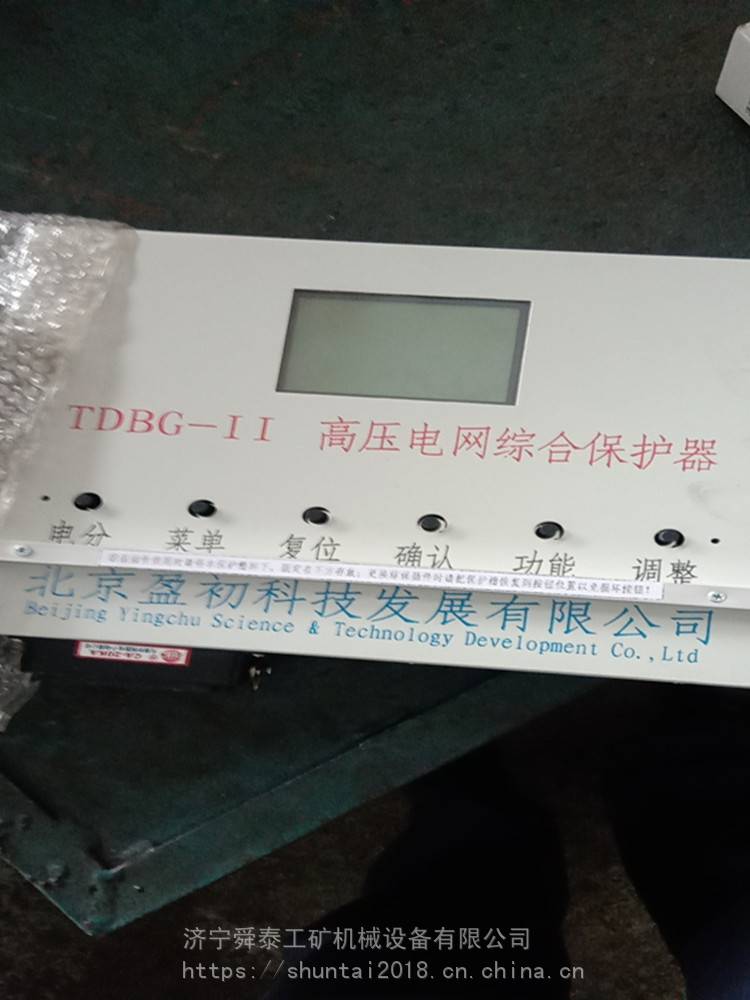 TDBG-II 高压电网综合保护器
电分 菜单 复位 确认 功能 调整
北京盈初科技发展有限公司
Beijing Yingchu Science & Technology Development Co.,Ltd
济宁舜泰工矿机械设备有限公司
https://shuntai2018.cn.china.cn